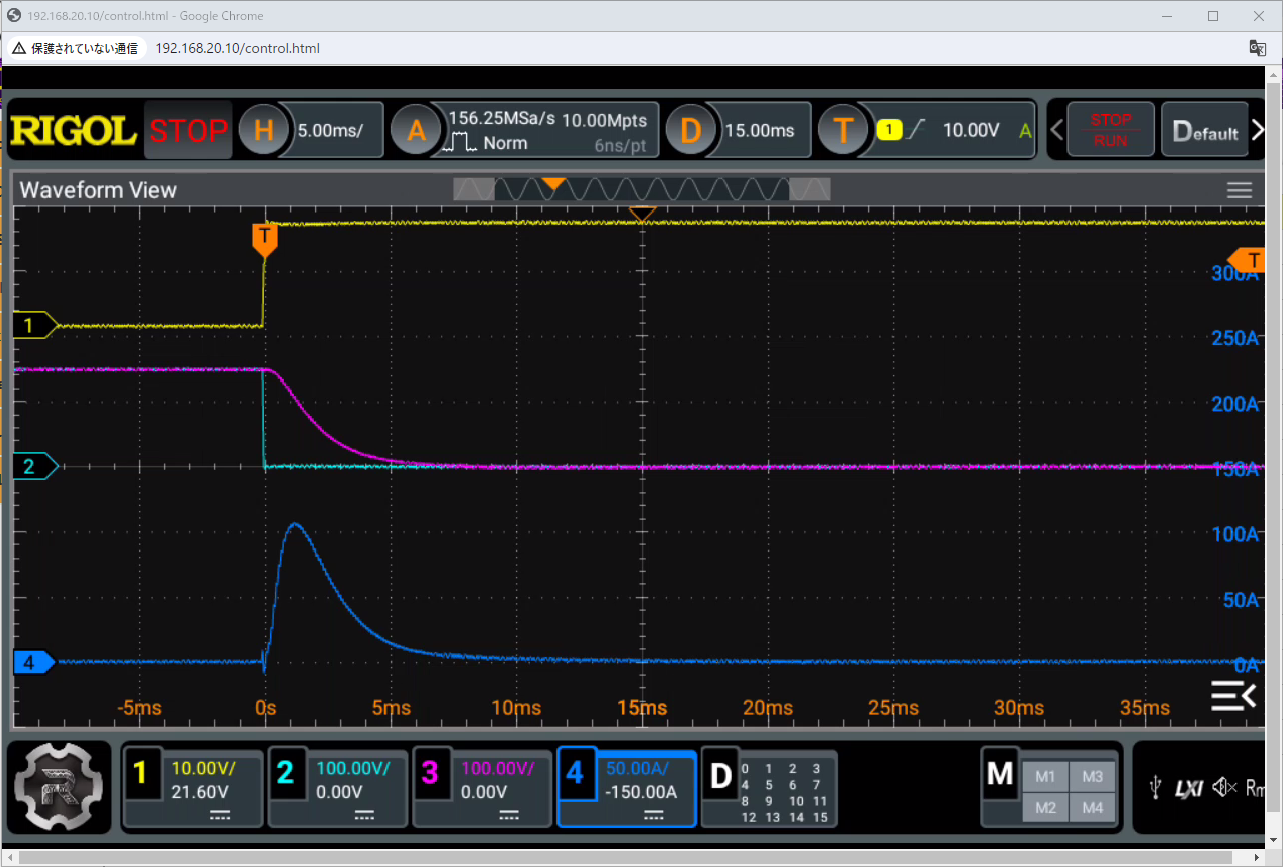 192.168.20.10/control.html - Google Chrome
保護されていない通信 192.168.20.10/control.html
RIGOL STOP H 5.00ms/ A 156.25MSa/s 10.00Mpts Norm 6ns/pt D 15.00ms T 1 10.00V A STOP RUN Default
Waveform View
T
T
300A
1
250A
200A
2
150A
100A
50A
4
0A
-5ms 0s 5ms 10ms 15ms 20ms 25ms 30ms 35ms
1 10.00V/ 21.60V
2 100.00V/ 0.00V
3 100.00V/ 0.00V
4 50.00A/ -150.00A
D 0 1 2 3
4 5 6 7
8 9 10 11
12 13 14 15
M M1 M3
M2 M4
LXI